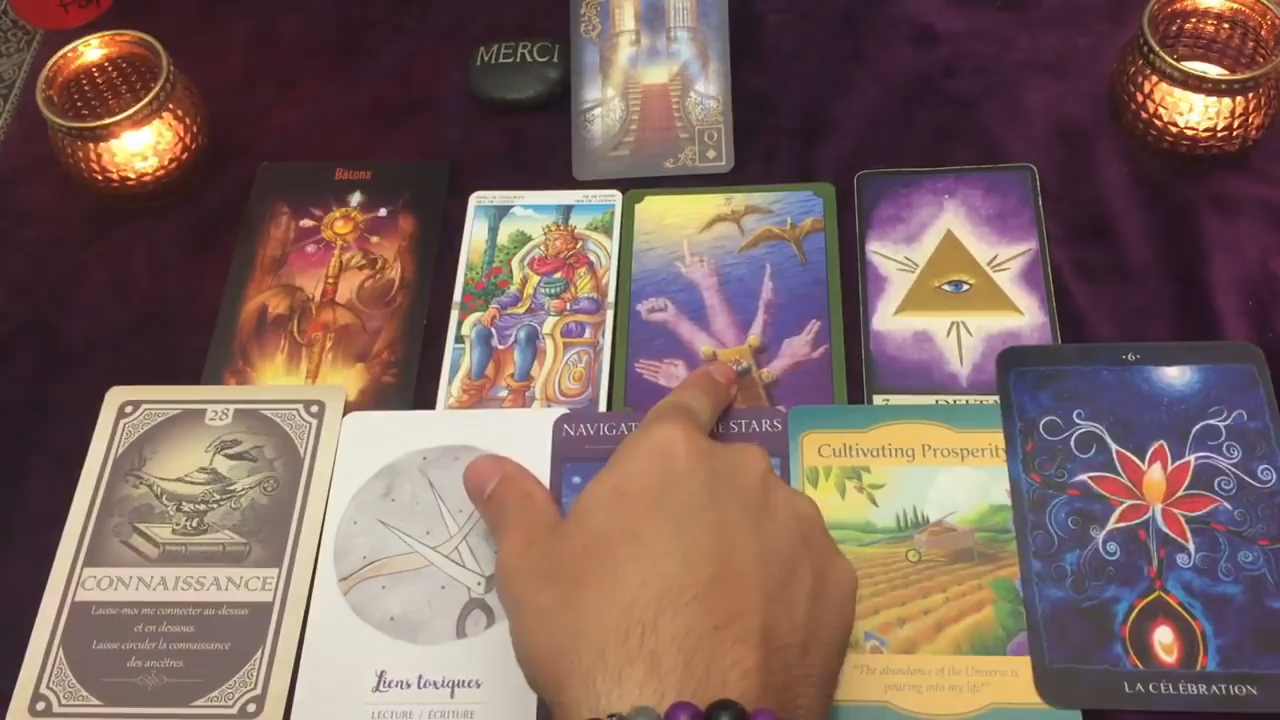 MERCI
Q
Bâtons
28
CONNAISSANCE
Laisse-moi me connecter au-dessus
et en dessous.
Laisse circuler la connaissance
des ancêtres.
Liens toxiques
LECTURE / ÉCRITURE
NAVIGAT
E STARS
Cultivating Prosperity
"The abundance of the Universe is
pouring into my life!"
·6·
LA CÉLÉBRATION